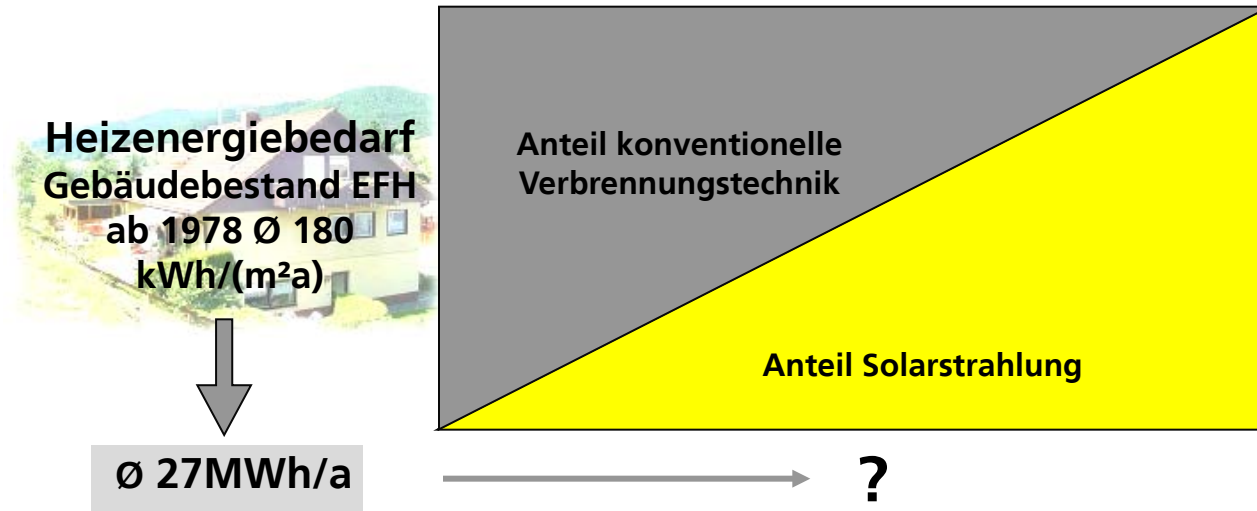 Heizenergiebedarf
Gebäudebestand EFH
ab 1978 Ø 180
kWh/(m²a)
Anteil konventionelle
Verbrennungstechnik
Anteil Solarstrahlung
Ø 27MWh/a
?